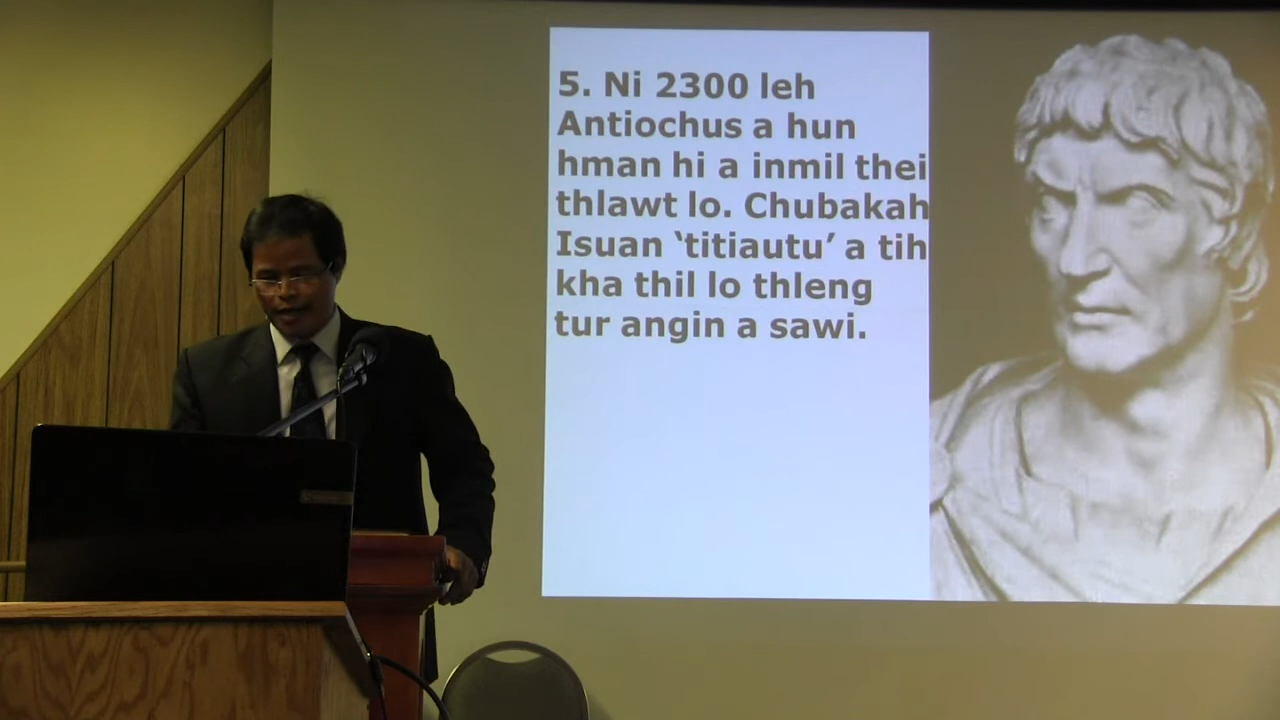 5. Ni 2300 leh
Antiochus a hun
hman hi a inmil thei
thlawt lo. Chubakah
Isuan ‘titiautu’ a tih
kha thil lo thleng
tur angin a sawi.